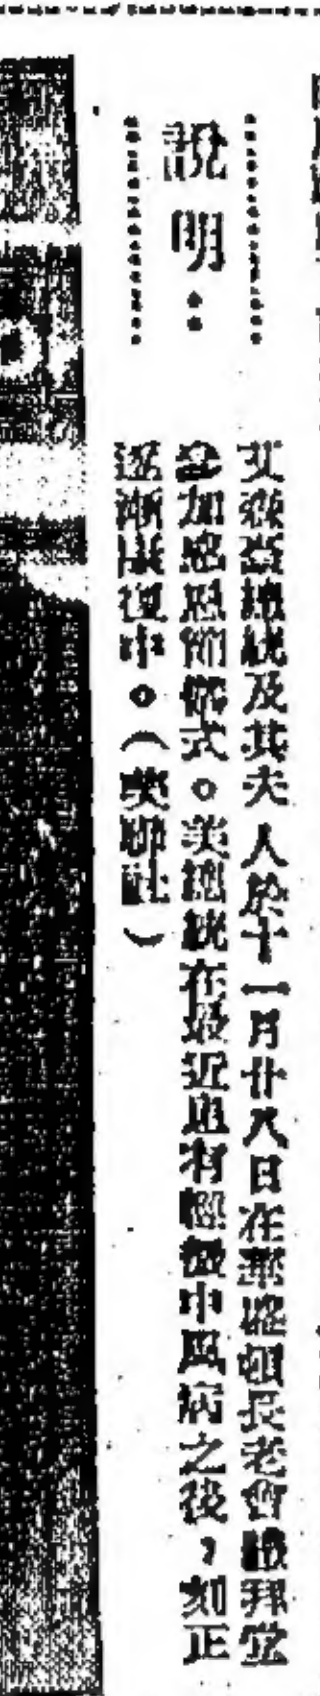 說明：
艾森豪總統及其夫人於十一月廿八日在華盛頓長老會禮拜堂
參加感恩節儀式。美總統在最近患有輕微中風病之後，刻正
逐漸恢復中。（美聯社）